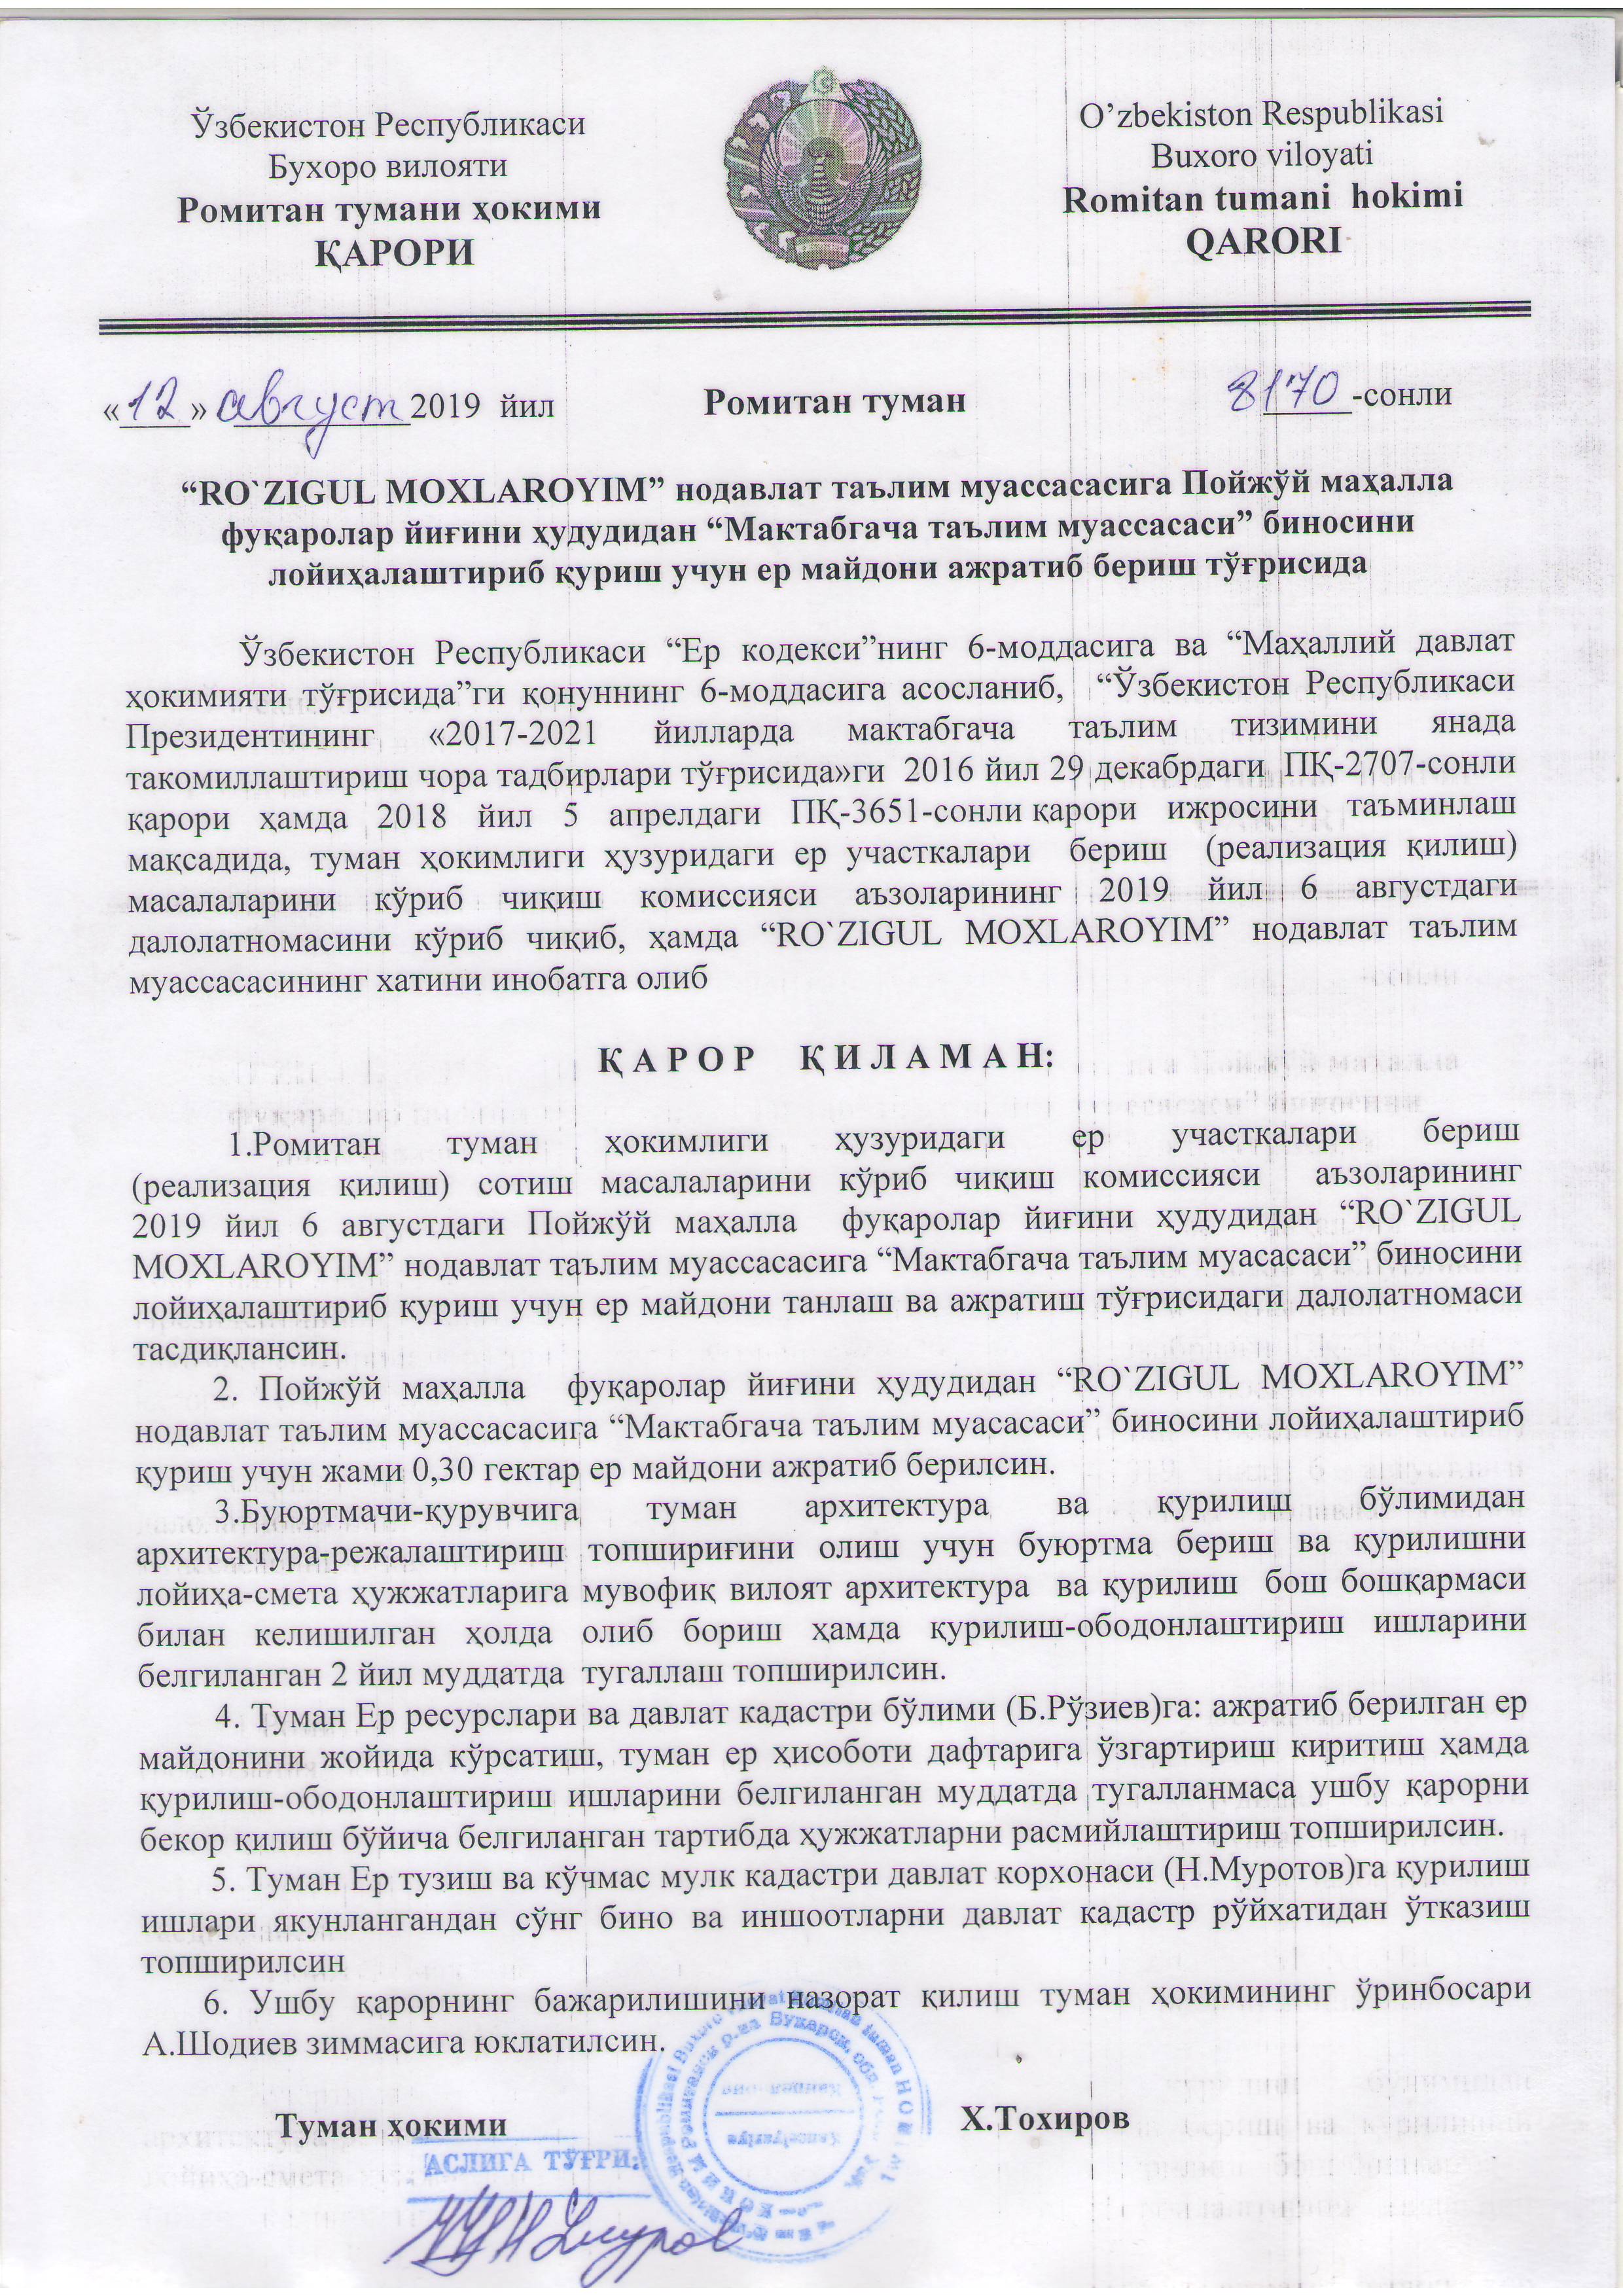 Ўзбекистон Республикаси
Бухоро вилояти
Ромитан тумани ҳокими
ҚАРОРИ
O’zbekiston Respublikasi
Buxoro viloyati
Romitan tumani hokimi
QARORI
«12» август 2019 йил Ромитан туман 8170-сонли
“RO`ZIGUL MOXLAROYIM” нодавлат таълим муассасасига Пойжўй маҳалла
фуқаролар йиғини ҳудудидан “Мактабгача таълим муассасаси” биносини
лойиҳалаштириб қуриш учун ер майдони ажратиб бериш тўғрисида
Ўзбекистон Республикаси “Ер кодекси”нинг 6-моддасига ва “Маҳаллий давлат
ҳокимияти тўғрисида”ги қонуннинг 6-моддасига асосланиб, “Ўзбекистон Республикаси
Президентининг «2017-2021 йилларда мактабгача таълим тизимини янада
такомиллаштириш чора тадбирлари тўғрисида»ги 2016 йил 29 декабрдаги ПҚ-2707-сонли
қарори ҳамда 2018 йил 5 апрелдаги ПҚ-3651-сонли қарори ижросини таъминлаш
мақсадида, туман ҳокимлиги ҳузуридаги ер участкалари бериш (реализация қилиш)
масалаларини кўриб чиқиш комиссияси аъзоларининг 2019 йил 6 августдаги
далолатномасини кўриб чиқиб, ҳамда “RO`ZIGUL MOXLAROYIM” нодавлат таълим
муассасасининг хатини инобатга олиб
ҚАРОР ҚИЛАМАН:
1.Ромитан туман ҳокимлиги ҳузуридаги ер участкалари бериш
(реализация қилиш) сотиш масалаларини кўриб чиқиш комиссияси аъзоларининг
2019 йил 6 августдаги Пойжўй маҳалла фуқаролар йиғини ҳудудидан “RO`ZIGUL
MOXLAROYIM” нодавлат таълим муассасасига “Мактабгача таълим муасасаси” биносини
лойиҳалаштириб қуриш учун ер майдони танлаш ва ажратиш тўғрисидаги далолатномаси
тасдиқлансин.
2. Пойжўй маҳалла фуқаролар йиғини ҳудудидан “RO`ZIGUL MOXLAROYIM”
нодавлат таълим муассасасига “Мактабгача таълим муасасаси” биносини лойиҳалаштириб
қуриш учун жами 0,30 гектар ер майдони ажратиб берилсин.
3.Буюртмачи-қурувчига туман архитектура ва қурилиш бўлимидан
архитектура-режалаштириш топшириғини олиш учун буюртма бериш ва қурилишни
лойиҳа-смета ҳужжатларига мувофиқ вилоят архитектура ва қурилиш бош бошқармаси
билан келишилган ҳолда олиб бориш ҳамда қурилиш-ободонлаштириш ишларини
белгиланган 2 йил муддатда тугаллаш топширилсин.
4. Туман Ер ресурслари ва давлат кадастри бўлими (Б.Рўзиев)га: ажратиб берилган ер
майдонини жойида кўрсатиш, туман ер ҳисоботи дафтарига ўзгартириш киритиш ҳамда
қурилиш-ободонлаштириш ишларини белгиланган муддатда тугалланмаса ушбу қарорни
бекор қилиш бўйича белгиланган тартибда ҳужжатларни расмийлаштириш топширилсин.
5. Туман Ер тузиш ва кўчмас мулк кадастри давлат корхонаси (Н.Муротов)га қурилиш
ишлари якунлангандан сўнг бино ва иншоотларни давлат кадастр рўйхатидан ўтказиш
топширилсин
6. Ушбу қарорнинг бажарилишини назорат қилиш туман ҳокимининг ўринбосари
А.Шодиев зиммасига юклатилсин.
Туман ҳокими Х.Тохиров
АСЛИГА ТЎҒРИ: